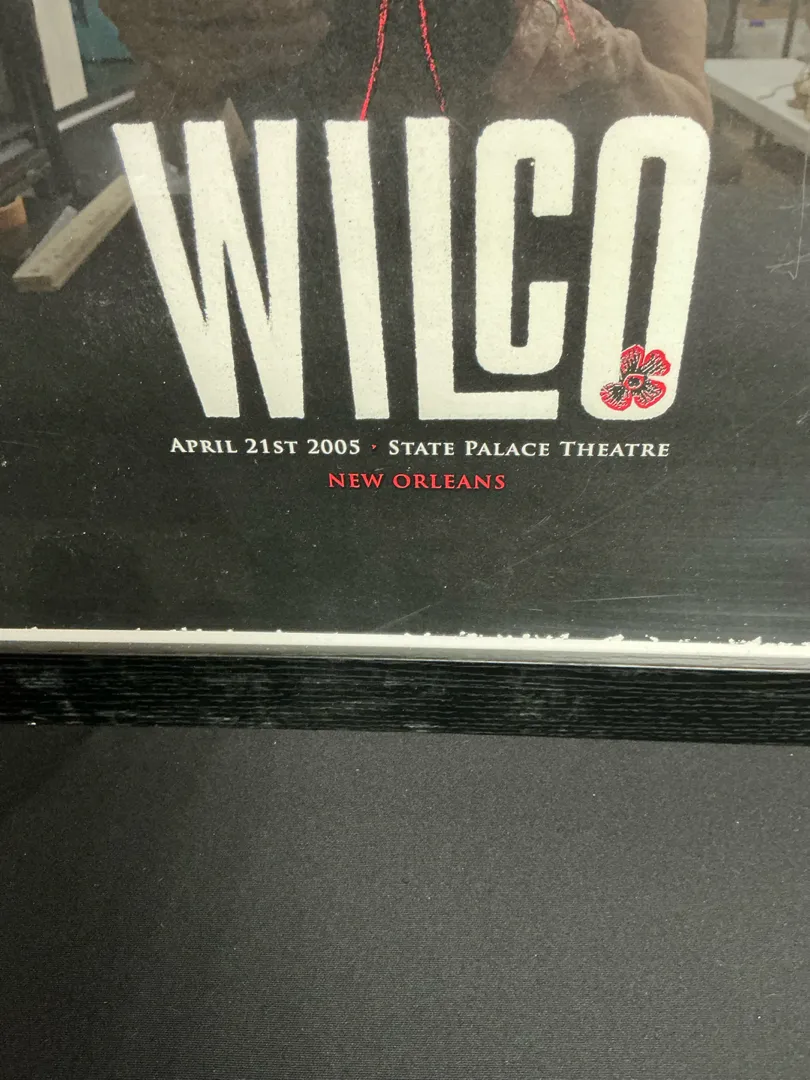 WILCO
APRIL 21ST 2005 · STATE PALACE THEATRE
NEW ORLEANS